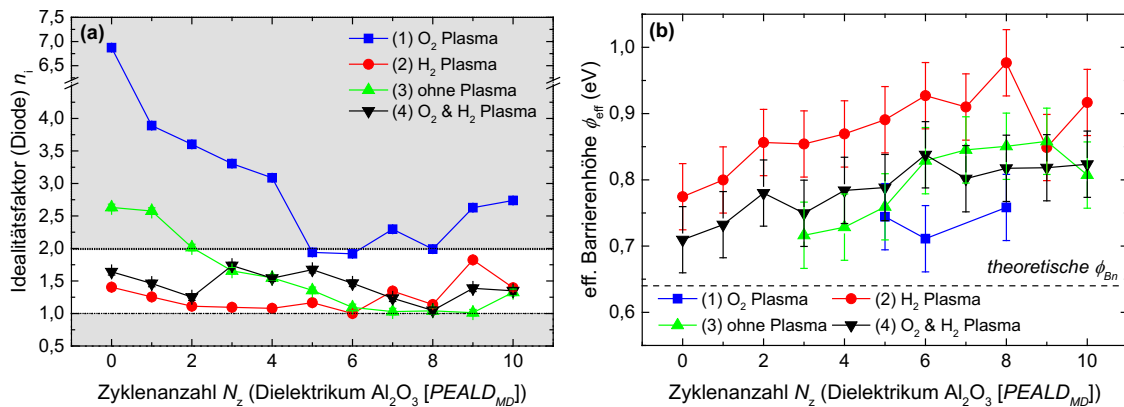 (a)
7,5
7,0
6,5
4,0
3,5
3,0
2,5
2,0
1,5
1,0
0,5
Idealitätsfaktor (Diode) n_i
(1) O₂ Plasma
(2) H₂ Plasma
(3) ohne Plasma
(4) O₂ & H₂ Plasma
0 2 4 6 8 10
Zyklenanzahl N_z (Dielektrikum Al₂O₃ [PEALD_MD])
(b)
1,0
0,9
0,8
0,7
0,6
eff. Barrierenhöhe ϕ_eff (eV)
theoretische ϕ_Bn
(1) O₂ Plasma (2) H₂ Plasma
(3) ohne Plasma (4) O₂ & H₂ Plasma
0 2 4 6 8 10
Zyklenanzahl N_z (Dielektrikum Al₂O₃ [PEALD_MD])